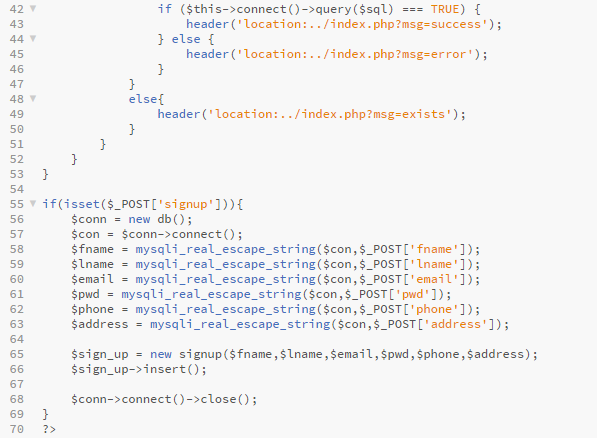 42 if ($this->connect()->query($sql) === TRUE) {
43 header('location:../index.php?msg=success');
44 } else {
45 header('location:../index.php?msg=error');
46 }
47 }
48 else{
49 header('location:../index.php?msg=exists');
50 }
51 }
52 }
53 }
54
55 if(isset($_POST['signup'])){
56 $conn = new db();
57 $con = $conn->connect();
58 $fname = mysqli_real_escape_string($con,$_POST['fname']);
59 $lname = mysqli_real_escape_string($con,$_POST['lname']);
60 $email = mysqli_real_escape_string($con,$_POST['email']);
61 $pwd = mysqli_real_escape_string($con,$_POST['pwd']);
62 $phone = mysqli_real_escape_string($con,$_POST['phone']);
63 $address = mysqli_real_escape_string($con,$_POST['address']);
64
65 $sign_up = new signup($fname,$lname,$email,$pwd,$phone,$address);
66 $sign_up->insert();
67
68 $conn->connect()->close();
69 }
70 ?>